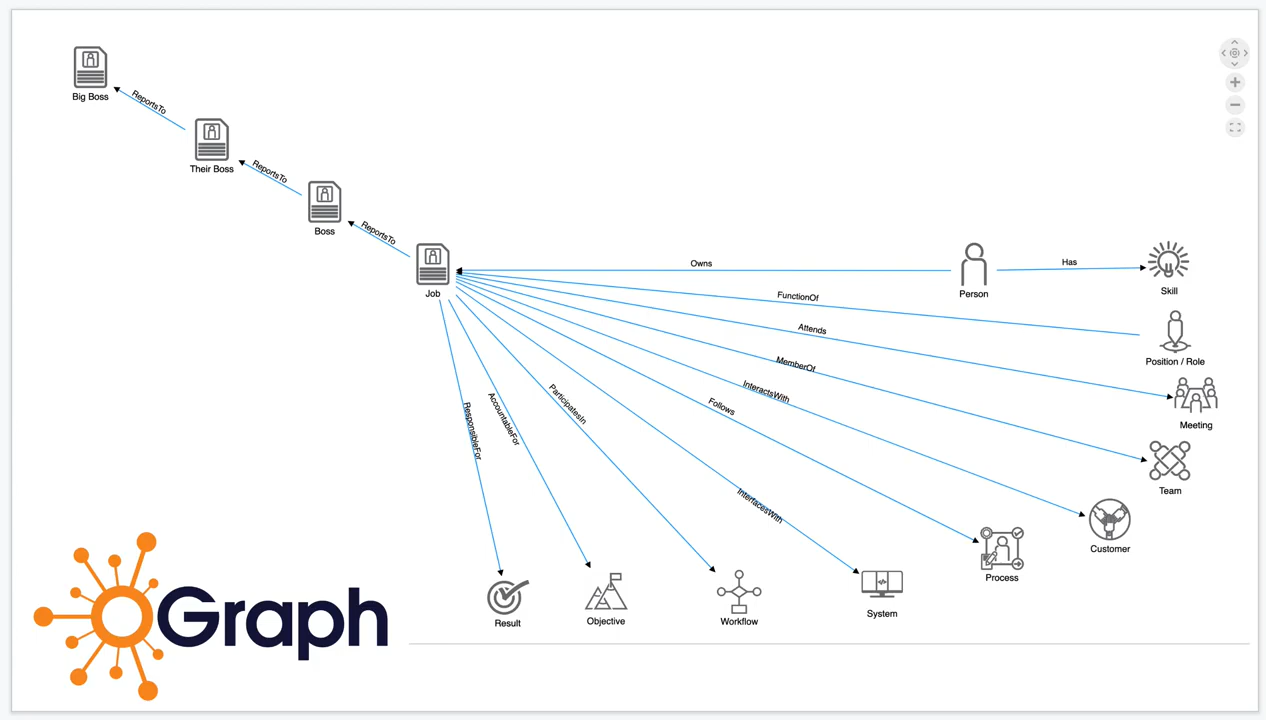 Big Boss
ReportsTo
Their Boss
ReportsTo
Boss
ReportsTo
Job
Owns
Person
Has
Skill
FunctionOf
Position / Role
Attends
Meeting
MemberOf
Team
InteractsWith
Customer
Follows
Process
InterfacesWith
System
ParticipatesIn
Workflow
AccountableFor
Objective
ResponsibleFor
Result
OGraph